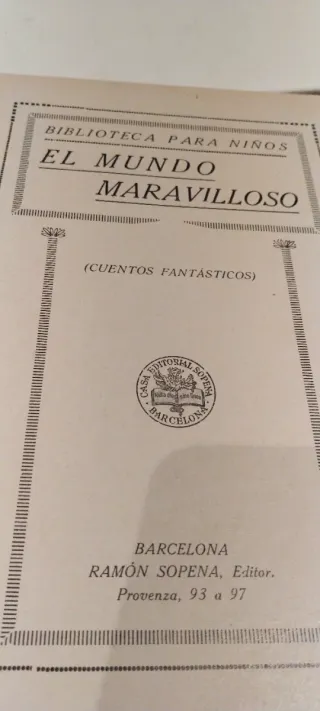 BIBLIOTECA PARA NIÑOS
EL MUNDO
MARAVILLOSO
(CUENTOS FANTÁSTICOS)
CASA EDITORIAL SOPENA
· BARCELONA ·
BARCELONA
RAMÓN SOPENA, Editor.
Provenza, 93 a 97